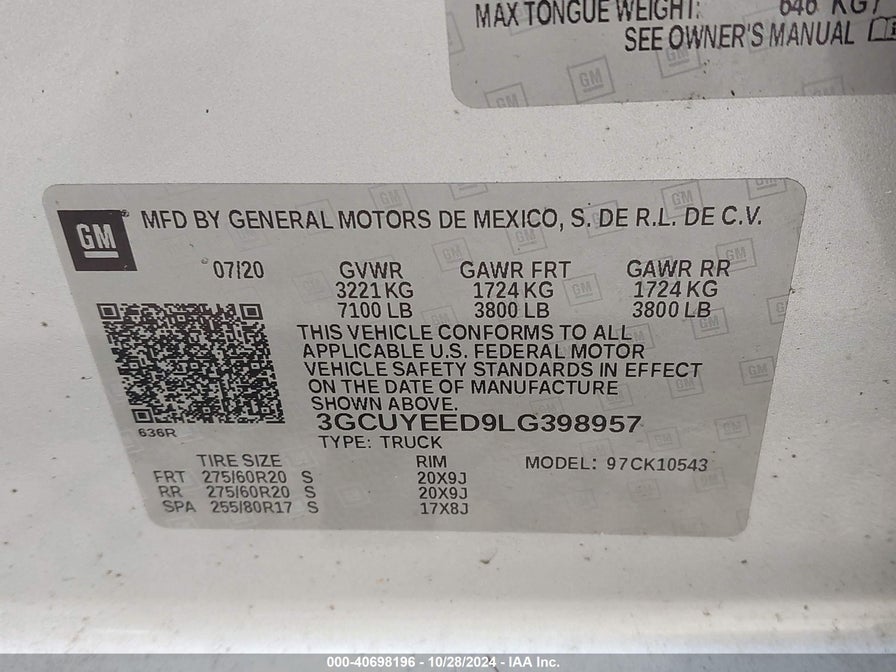 MAX TONGUE WEIGHT: 646 KG
SEE OWNER'S MANUAL
GM
MFD BY GENERAL MOTORS DE MEXICO, S. DE R.L. DE C.V.
07/20 GVWR GAWR FRT GAWR RR
3221 KG 1724 KG 1724 KG
7100 LB 3800 LB 3800 LB
THIS VEHICLE CONFORMS TO ALL
APPLICABLE U.S. FEDERAL MOTOR
VEHICLE SAFETY STANDARDS IN EFFECT
ON THE DATE OF MANUFACTURE
SHOWN ABOVE.
3GCUYEED9LG398957
636R
TYPE: TRUCK
TIRE SIZE RIM MODEL: 97CK10543
FRT 275/60R20 S 20X9J
RR 275/60R20 S 20X9J
SPA 255/80R17 S 17X8J
000-40698196 - 10/28/2024 - IAA Inc.